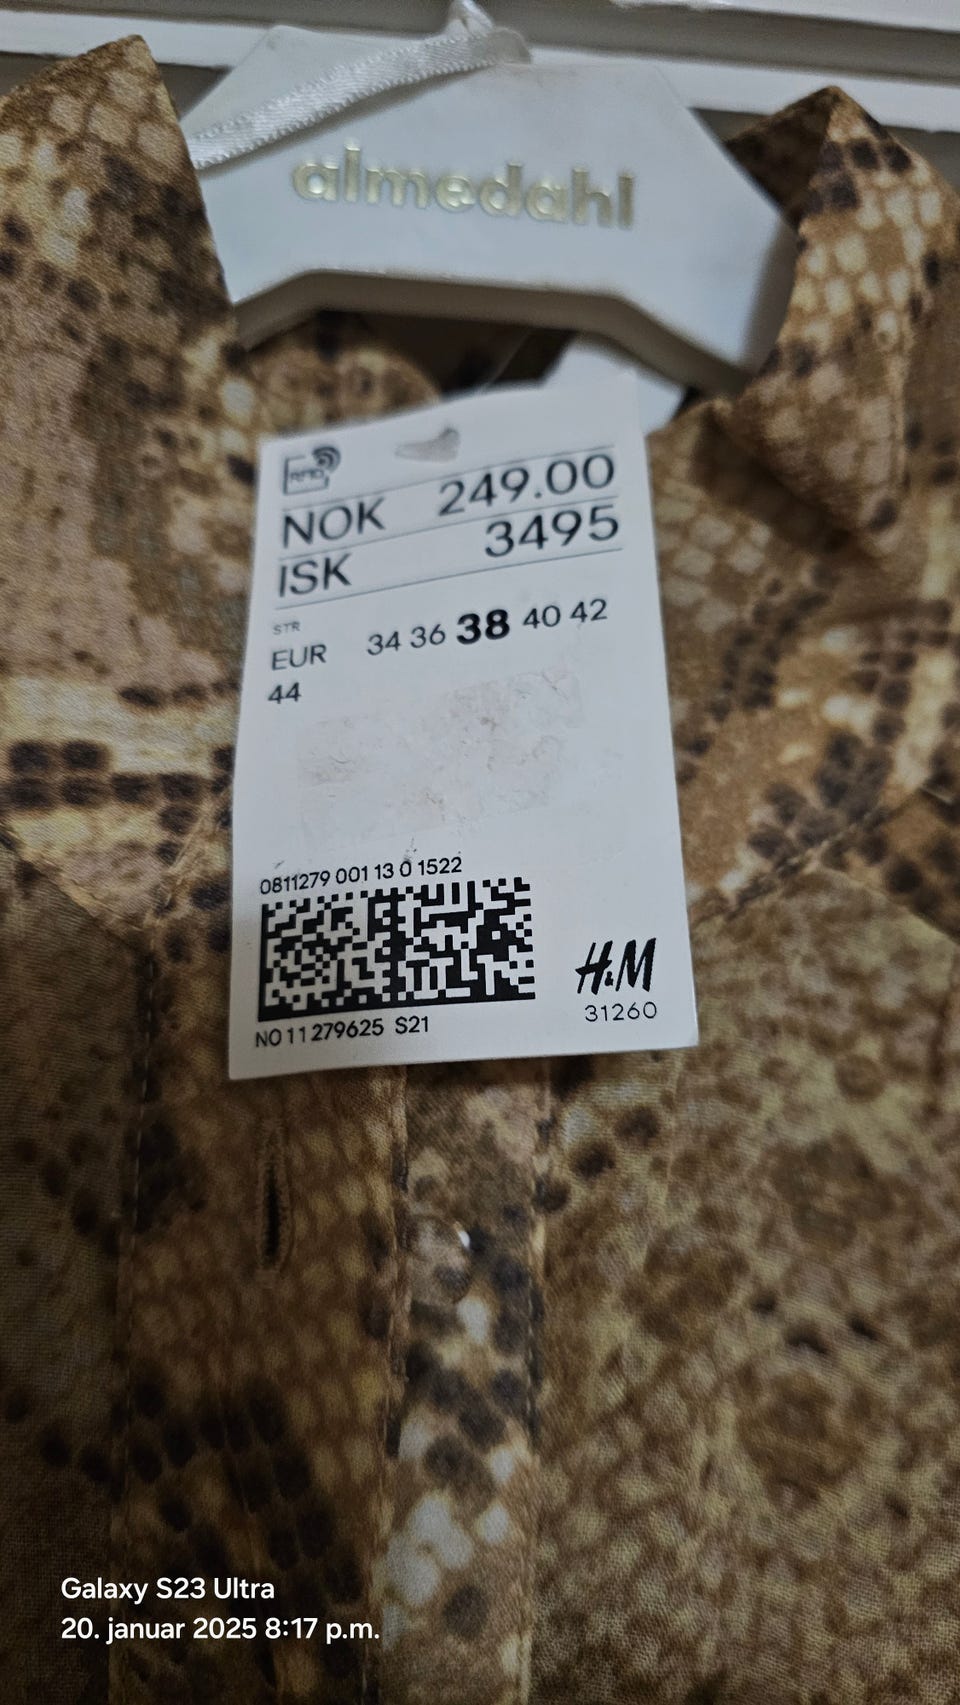 almedahl
RFID
NOK 249.00
ISK 3495
STR
EUR 34 36 38 40 42
44
0811279 001 13 0 1522
H&M
31260
NO 11 279625 S21
Galaxy S23 Ultra
20. januar 2025 8:17 p.m.